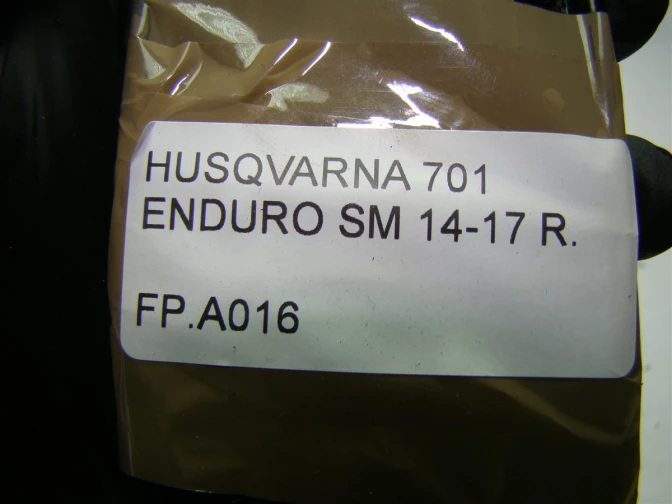 HUSQVARNA 701
ENDURO SM 14-17 R.
FP.A016